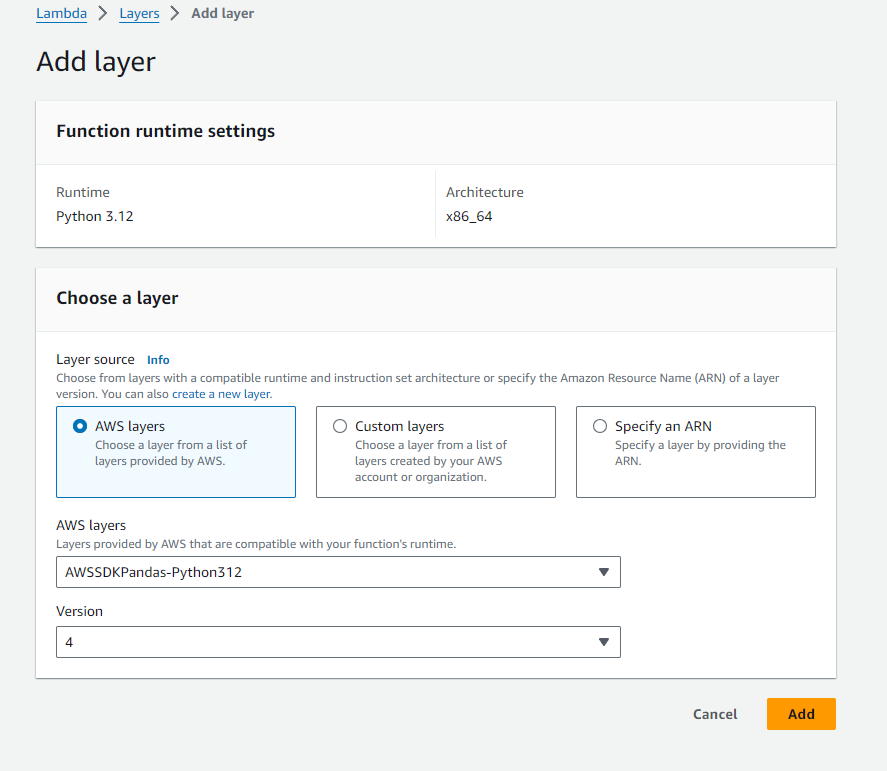 Lambda > Layers > Add layer
Add layer
Function runtime settings
Runtime
Python 3.12
Architecture
x86_64
Choose a layer
Layer source Info
Choose from layers with a compatible runtime and instruction set architecture or specify the Amazon Resource Name (ARN) of a layer
version. You can also create a new layer.
AWS layers
Choose a layer from a list of
layers provided by AWS.
Custom layers
Choose a layer from a list of
layers created by your AWS
account or organization.
Specify an ARN
Specify a layer by providing the
ARN.
AWS layers
Layers provided by AWS that are compatible with your function's runtime.
AWSSDKPandas-Python312
Version
4
Cancel
Add